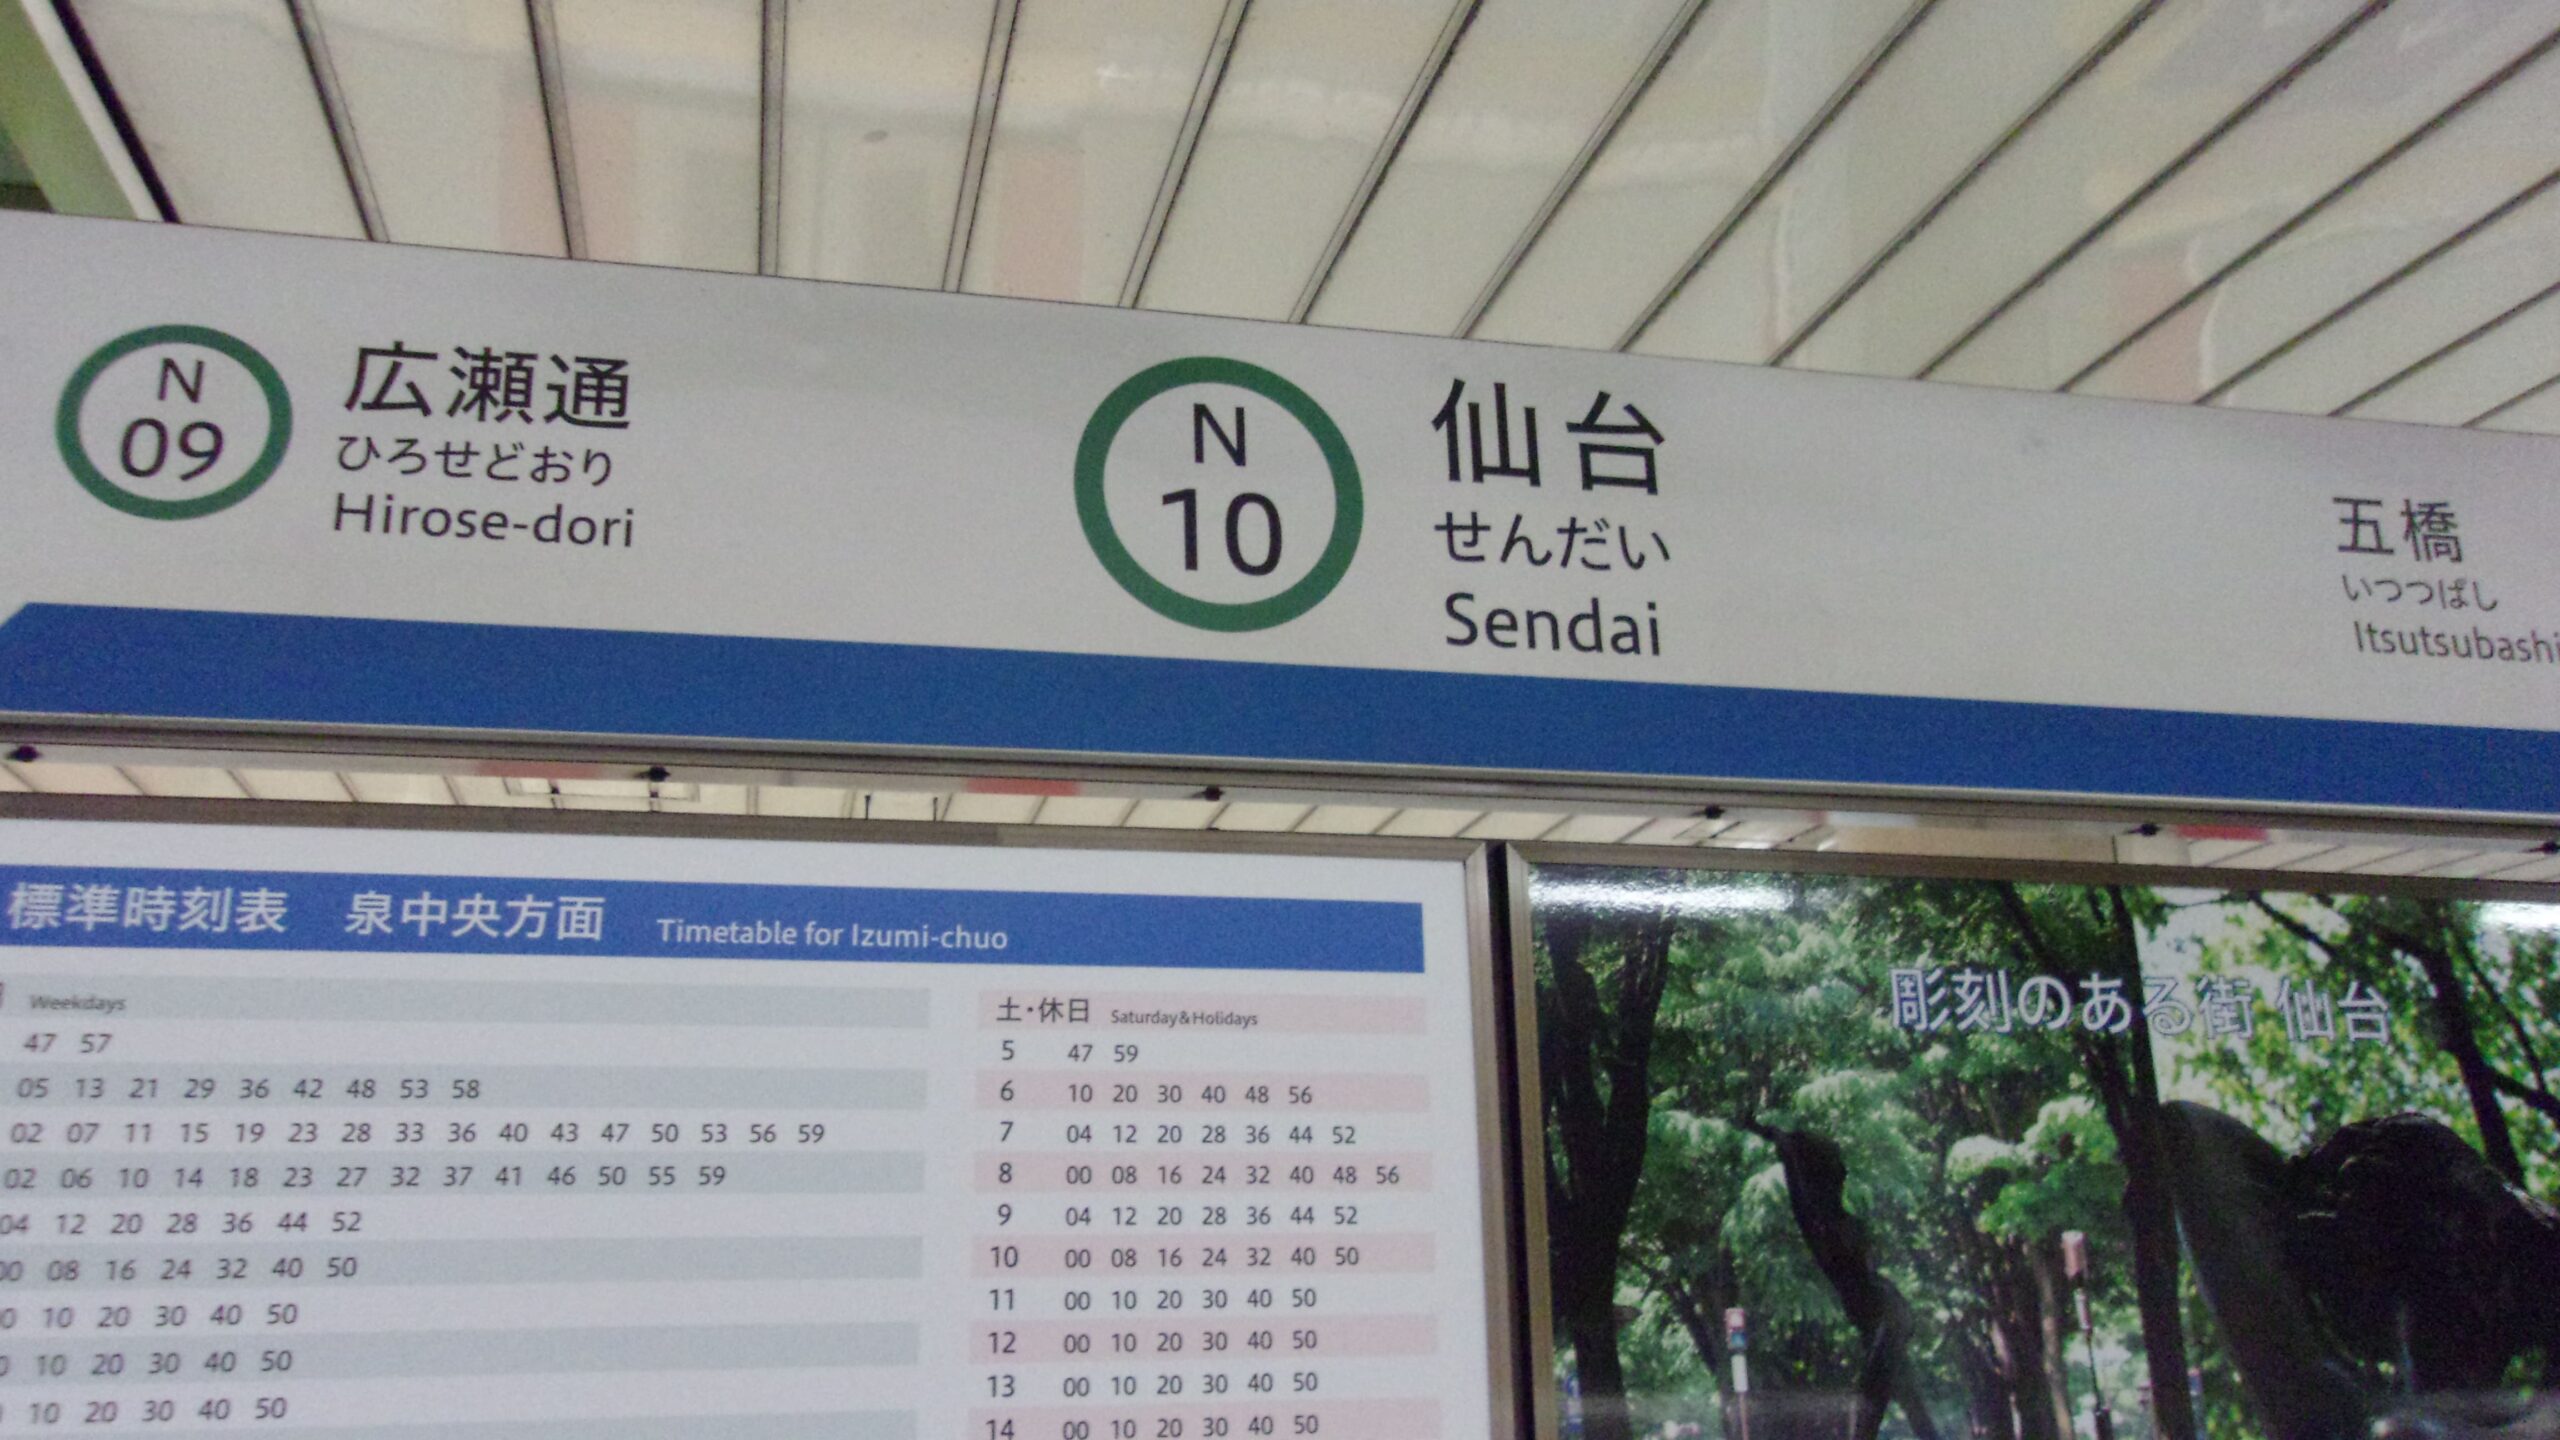 N
09
広瀬通
ひろせどおり
Hirose-dori
N
10
仙台
せんだい
Sendai
五橋
いつつばし
Itsutsubashi
標準時刻表 泉中央方面 Timetable for Izumi-chuo
Weekdays
47 57
05 13 21 29 36 42 48 53 58
02 07 11 15 19 23 28 33 36 40 43 47 50 53 56 59
02 06 10 14 18 23 27 32 37 41 46 50 55 59
04 12 20 28 36 44 52
00 08 16 24 32 40 50
10 20 30 40 50
10 20 30 40 50
10 20 30 40 50
土・休日 Saturday&Holidays
5 47 59
6 10 20 30 40 48 56
7 04 12 20 28 36 44 52
8 00 08 16 24 32 40 48 56
9 04 12 20 28 36 44 52
10 00 08 16 24 32 40 50
11 00 10 20 30 40 50
12 00 10 20 30 40 50
13 00 10 20 30 40 50
14 00 10 20 30 40 50
彫刻のある街 仙台